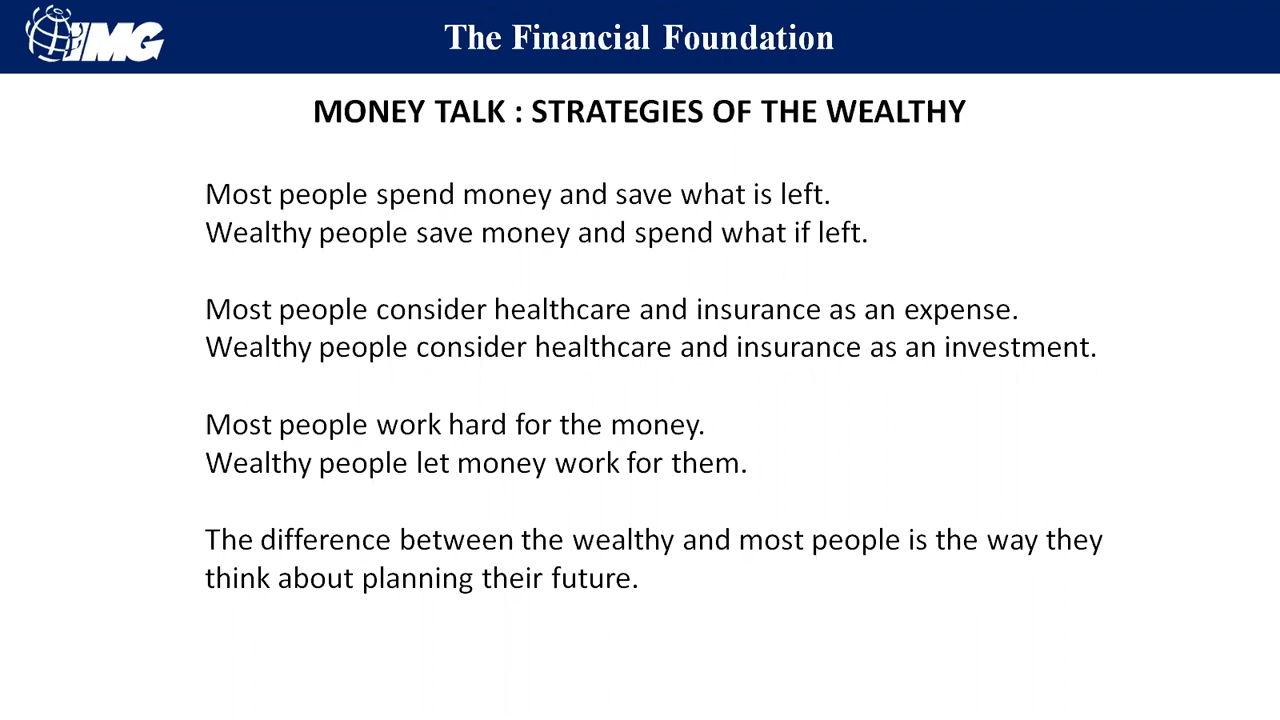 IMG
The Financial Foundation
MONEY TALK : STRATEGIES OF THE WEALTHY
Most people spend money and save what is left.
Wealthy people save money and spend what if left.
Most people consider healthcare and insurance as an expense.
Wealthy people consider healthcare and insurance as an investment.
Most people work hard for the money.
Wealthy people let money work for them.
The difference between the wealthy and most people is the way they
think about planning their future.